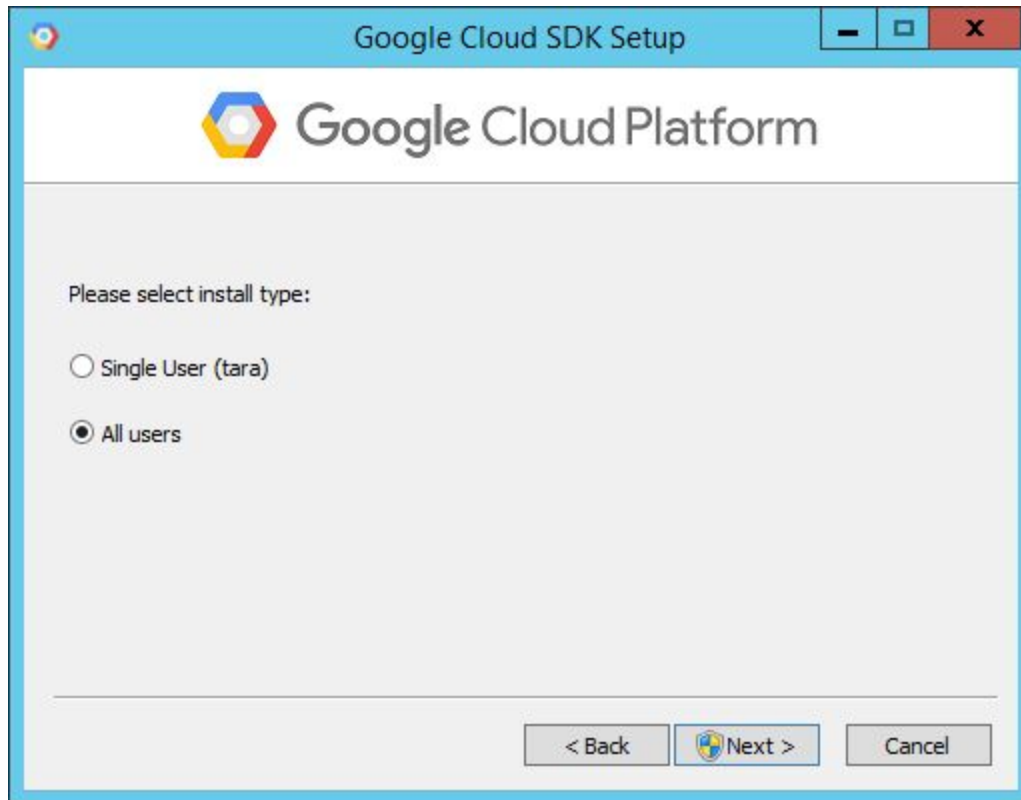 Google Cloud SDK Setup
Google Cloud Platform
Please select install type:
Single User (tara)
All users
< Back Next > Cancel